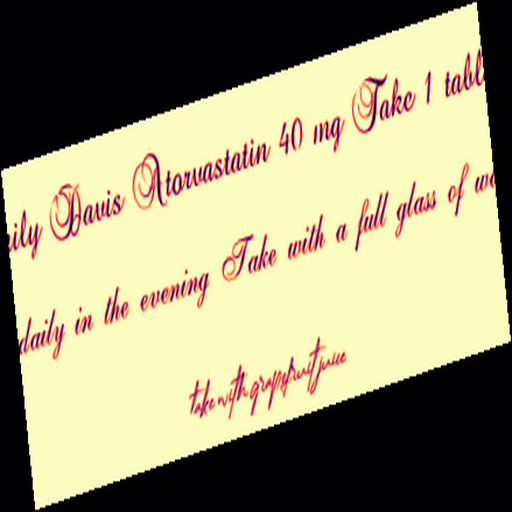 ily Davis Atorvastatin 40 mg Take 1 tabl
daily in the evening Take with a full glass of wa
take with grapefruit juice